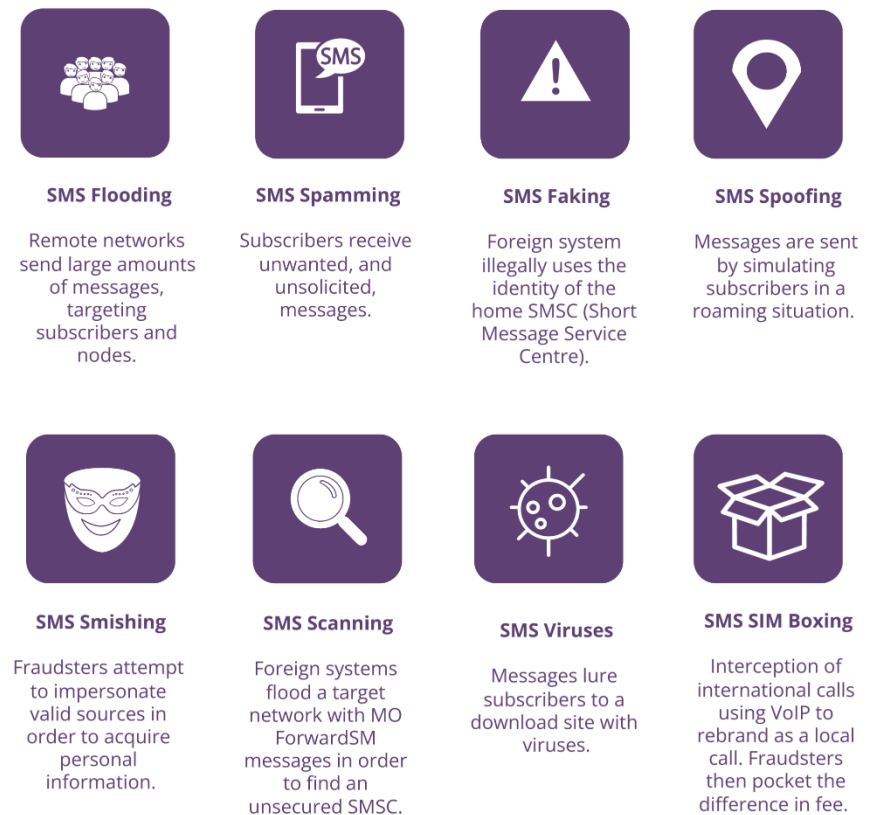 SMS
SMS Flooding
Remote networks
send large amounts
of messages,
targeting
subscribers and
nodes.
SMS Spamming
Subscribers receive
unwanted, and
unsolicited,
messages.
SMS Faking
Foreign system
illegally uses the
identity of the
home SMSC (Short
Message Service
Centre).
SMS Spoofing
Messages are sent
by simulating
subscribers in a
roaming situation.
SMS Smishing
Fraudsters attempt
to impersonate
valid sources in
order to acquire
personal
information.
SMS Scanning
Foreign systems
flood a target
network with MO
ForwardSM
messages in order
to find an
unsecured SMSC.
SMS Viruses
Messages lure
subscribers to a
download site with
viruses.
SMS SIM Boxing
Interception of
international calls
using VoIP to
rebrand as a local
call. Fraudsters
then pocket the
difference in fee.